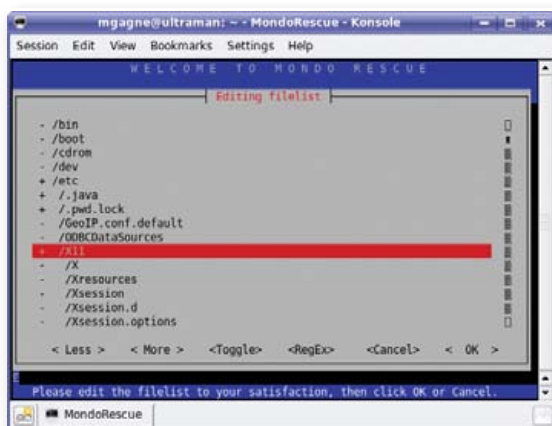 mgagne@ultraman: ~ - MondoRescue - Konsole
Session Edit View Bookmarks Settings Help
WELCOME TO MONDO RESCUE
Editing filelist
- /bin
- /boot
- /cdrom
- /dev
+ /etc
+ /.java
+ /.pwd.lock
- /GeoIP.conf.default
- /ODBCDataSources
+ /X11
- /X
- /Xresources
- /Xsession
- /Xsession.d
- /Xsession.options
< Less > < More > <Toggle> <RegEx> <Cancel> < OK >
Please edit the filelist to your satisfaction, then click OK or Cancel.
MondoRescue